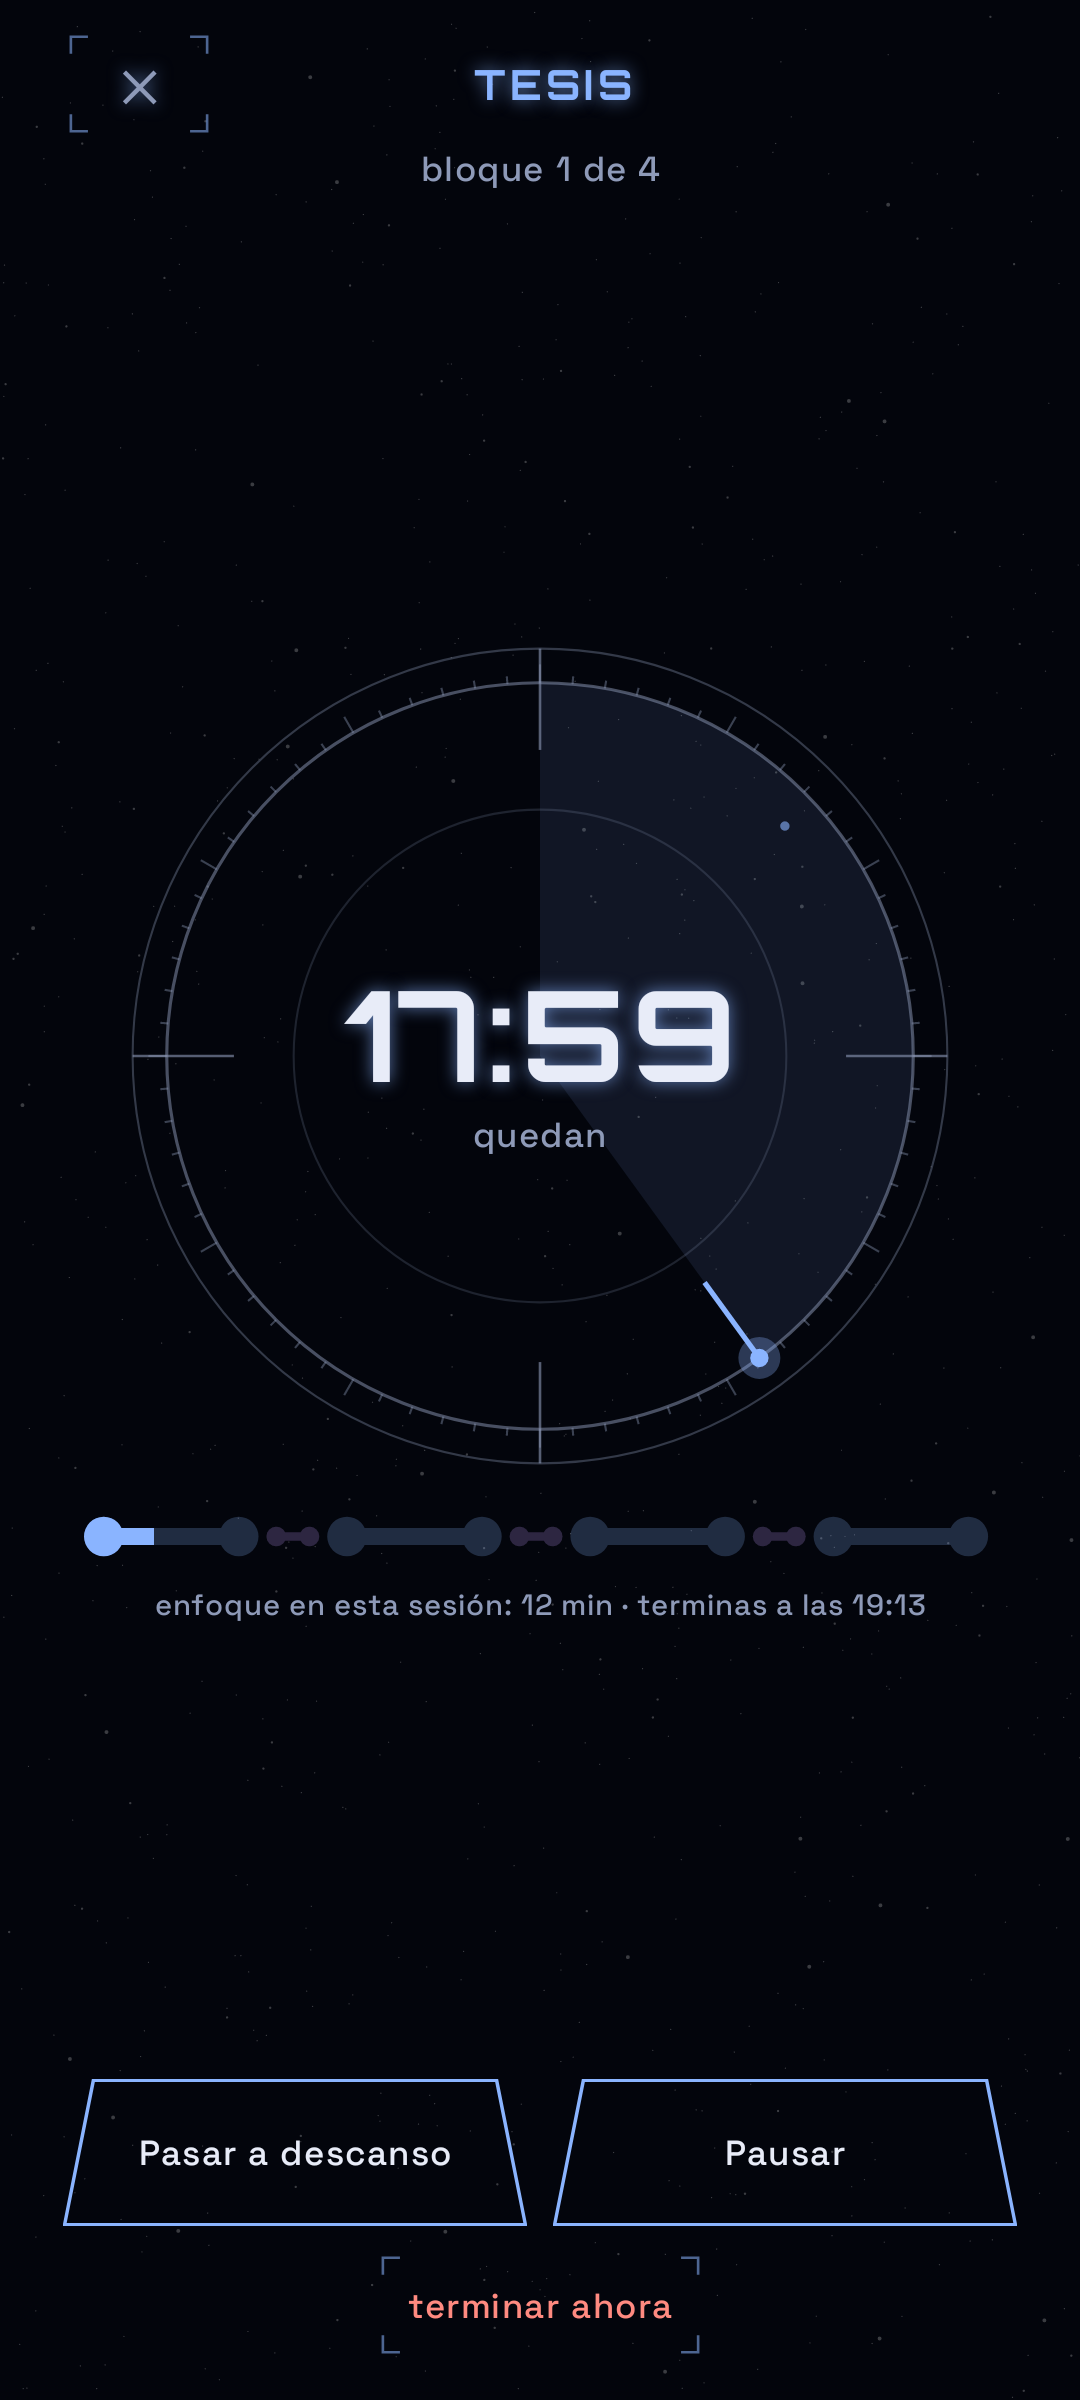 TESIS
bloque 1 de 4
17:59
quedan
enfoque en esta sesión: 12 min · terminas a las 19:13
Pasar a descanso
Pausar
terminar ahora